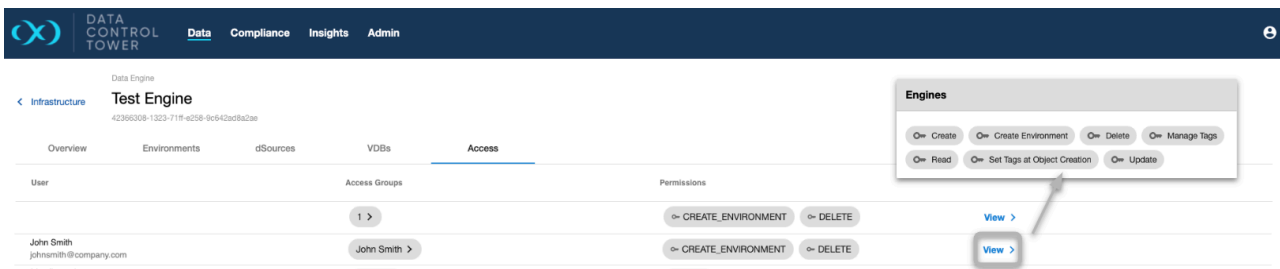 DATA
CONTROL
TOWER
Data Compliance Insights Admin
Data Engine
Infrastructure
Test Engine
42366308-1323-71ff-e258-9c642ad8a2ae
Engines
Create Create Environment Delete Manage Tags
Read Set Tags at Object Creation Update
Overview Environments dSources VDBs Access
User Access Groups Permissions
1 CREATE_ENVIRONMENT DELETE View
John Smith
johnsmith@company.com
John Smith CREATE_ENVIRONMENT DELETE View